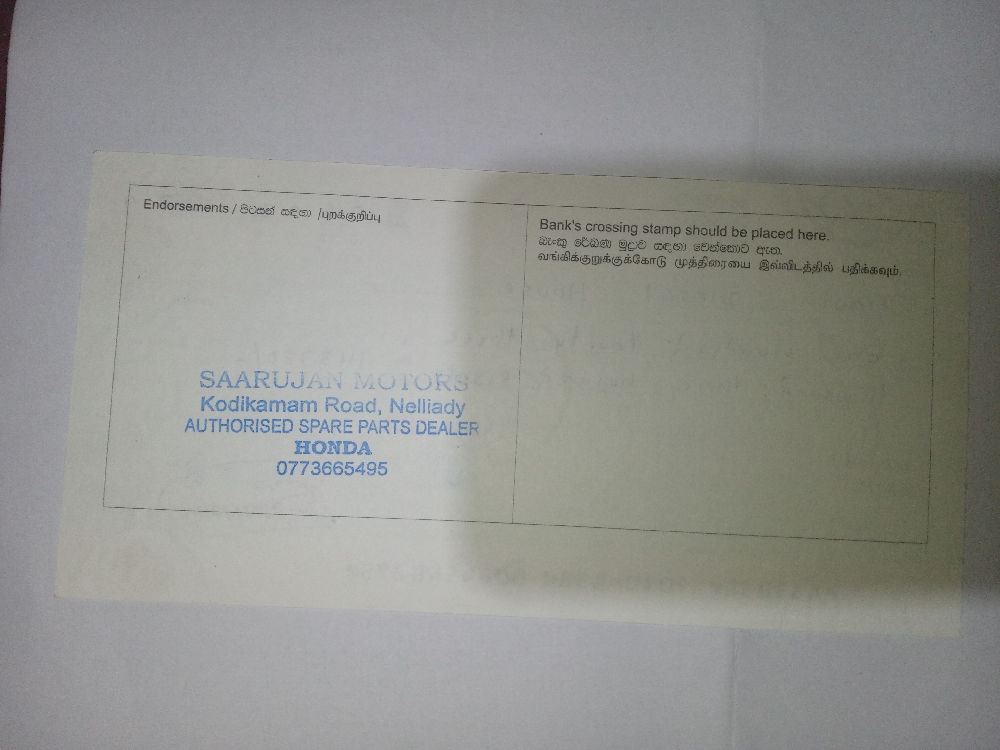 Endorsements / පිටසන් සඳහා /புறக்குறிப்பு
Bank's crossing stamp should be placed here.
බැංකු රේඛණ මුද්‍රාව සඳහා වෙන්කොට ඇත.
வங்கிக்குறுக்குக்கோடு முத்திரையை இவ்விடத்தில் பதிக்கவும்.
SAARUJAN MOTORS
Kodikamam Road, Nelliady
AUTHORISED SPARE PARTS DEALER
HONDA
0773665495